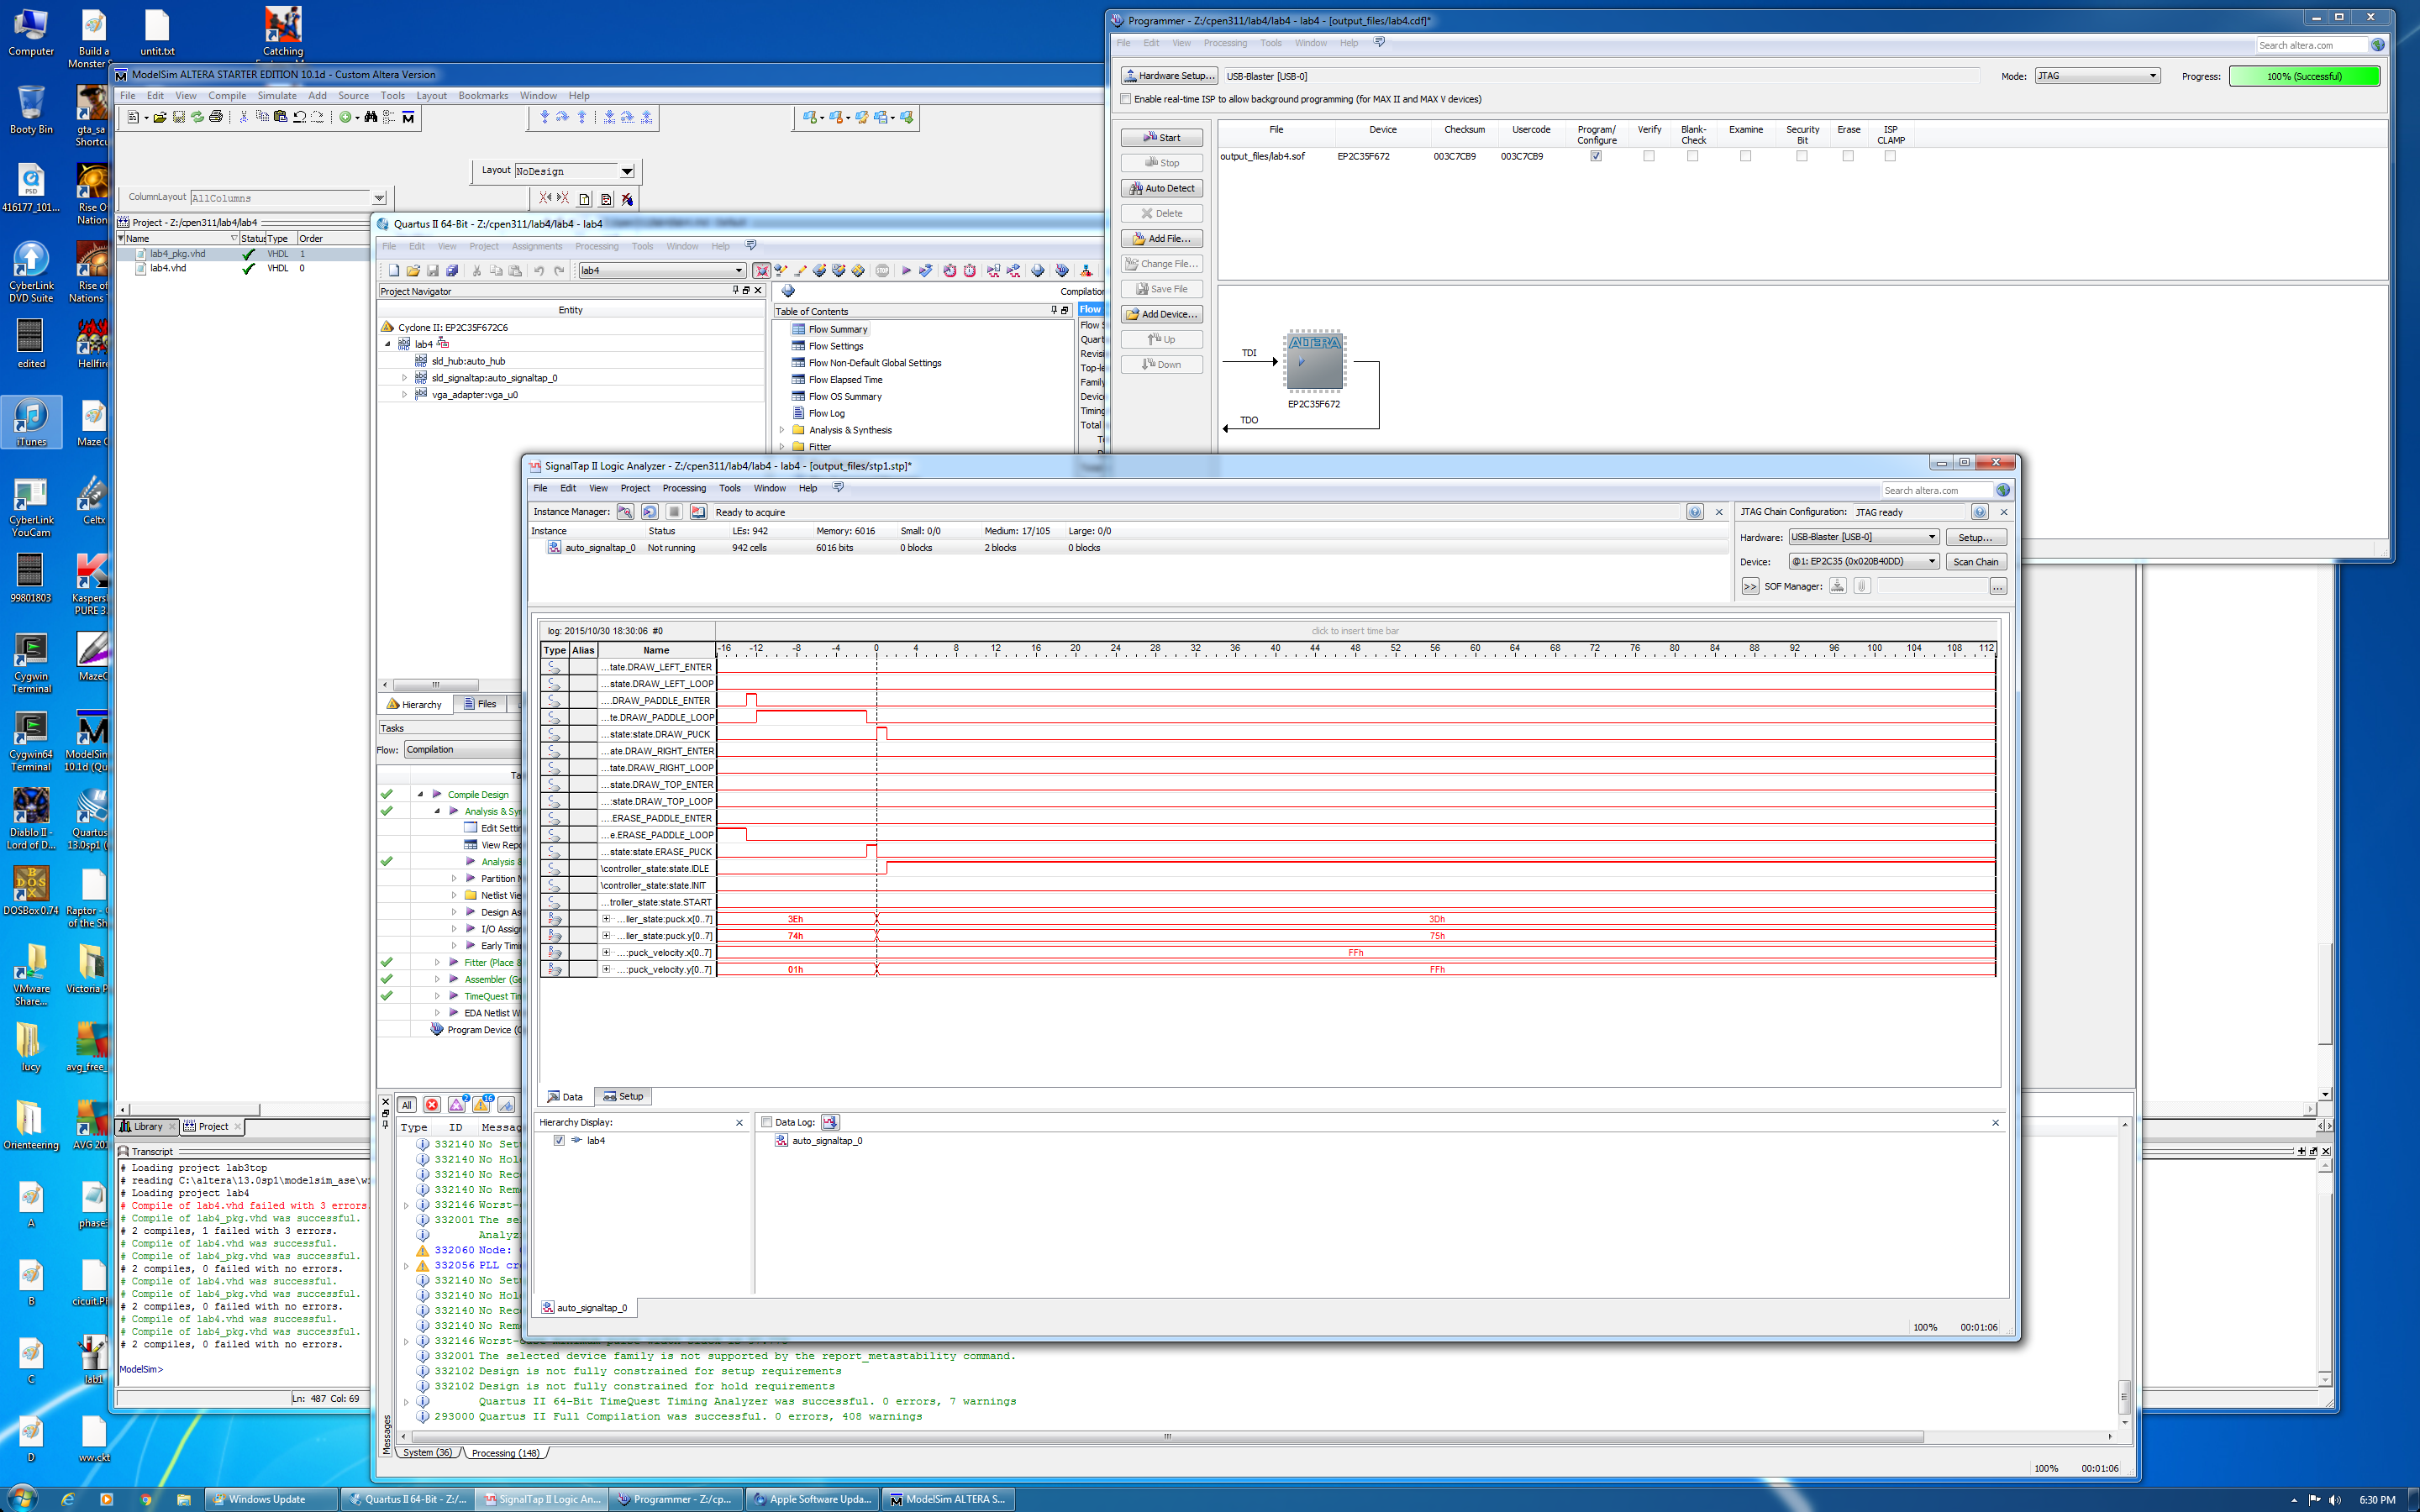 Computer
Build a
Monster S
untit.txt
Catching
Booty Bin
gta_sa
Shortcu
416177_101...
Rise Of
Nation
CyberLink
DVD Suite
Rise of
Nations
edited
Hellfire
iTunes
Maze C
CyberLink
YouCam
Celtx
99801803
Kaspersk
PURE 3.
Cygwin
Terminal
MazeC
Cygwin64
Terminal
ModelSim
10.1d (Qu
Diablo II -
Lord of D...
Quartus
13.0sp1 (
DOSBox 0.74
Raptor - C
of the Sh
VMware
Share...
Victoria P
lucy
avg_free_
Orienteering
AVG 201
A
phase
B
cicuit.PI
C
lab1
D
ww.ckt
ModelSim ALTERA STARTER EDITION 10.1d - Custom Altera Version
File Edit View Compile Simulate Add Source Tools Layout Bookmarks Window Help
Layout NoDesign
ColumnLayout AllColumns
Project - Z:/cpen311/lab4/lab4
Name Status Type Order
lab4_pkg.vhd VHDL 1
lab4.vhd VHDL 0
Library Project
Transcript
# Loading project lab3top
# reading C:\altera\13.0sp1\modelsim_ase\wi
# Loading project lab4
# Compile of lab4.vhd failed with 3 errors.
# Compile of lab4_pkg.vhd was successful.
# 2 compiles, 1 failed with 3 errors.
# Compile of lab4.vhd was successful.
# Compile of lab4_pkg.vhd was successful.
# 2 compiles, 0 failed with no errors.
# Compile of lab4.vhd was successful.
# Compile of lab4_pkg.vhd was successful.
# 2 compiles, 0 failed with no errors.
# Compile of lab4.vhd was successful.
# Compile of lab4_pkg.vhd was successful.
# 2 compiles, 0 failed with no errors.
ModelSim>
Ln: 487 Col: 69
Quartus II 64-Bit - Z:/cpen311/lab4/lab4 - lab4
File Edit View Project Assignments Processing Tools Window Help
lab4
Project Navigator
Entity
Cyclone II: EP2C35F672C6
lab4
sld_hub:auto_hub
sld_signaltap:auto_signaltap_0
vga_adapter:vga_u0
Hierarchy Files
Compilation
Table of Contents
Flow Summary
Flow Settings
Flow Non-Default Global Settings
Flow Elapsed Time
Flow OS Summary
Flow Log
Analysis & Synthesis
Fitter
Flow
Flow S
Quart
Revisi
Top-le
Family
Device
Timing
Total
Tasks
Flow: Compilation
Ta
Compile Design
Analysis & Syn
Edit Settin
View Repo
Analysis &
Partition M
Netlist View
Design Ass
I/O Assign
Early Timin
Fitter (Place &
Assembler (Ge
TimeQuest Tim
EDA Netlist W
Program Device (O
All
Type ID Message
332140 No Set
332140 No Hol
332140 No Rec
332140 No Rem
332146 Worst-
332001 The se
Analyz
332060 Node:
332056 PLL cr
332140 No Set
332140 No Hol
332140 No Rec
332140 No Rem
332146 Worst-
332001 The selected device family is not supported by the report_metastability command.
332102 Design is not fully constrained for setup requirements
332102 Design is not fully constrained for hold requirements
Quartus II 64-Bit TimeQuest Timing Analyzer was successful. 0 errors, 7 warnings
293000 Quartus II Full Compilation was successful. 0 errors, 408 warnings
Messages
System (36) Processing (148)
100% 00:01:06
Programmer - Z:/cpen311/lab4/lab4 - lab4 - [output_files/lab4.cdf]*
File Edit View Processing Tools Window Help
Search altera.com
Hardware Setup... USB-Blaster [USB-0] Mode: JTAG Progress: 100% (Successful)
Enable real-time ISP to allow background programming (for MAX II and MAX V devices)
Start
Stop
Auto Detect
Delete
Add File...
Change File...
Save File
Add Device...
Up
Down
File Device Checksum Usercode Program/ Configure Verify Blank- Check Examine Security Bit Erase ISP CLAMP
output_files/lab4.sof EP2C35F672 003C7CB9 003C7CB9
TDI
ALTERA
EP2C35F672
TDO
SignalTap II Logic Analyzer - Z:/cpen311/lab4/lab4 - lab4 - [output_files/stp1.stp]*
File Edit View Project Processing Tools Window Help
Search altera.com
Instance Manager: Ready to acquire
Instance Status LEs: 942 Memory: 6016 Small: 0/0 Medium: 17/105 Large: 0/0
auto_signaltap_0 Not running 942 cells 6016 bits 0 blocks 2 blocks 0 blocks
JTAG Chain Configuration: JTAG ready
Hardware: USB-Blaster [USB-0] Setup...
Device: @1: EP2C35 (0x020B40DD) Scan Chain
>> SOF Manager: ...
log: 2015/10/30 18:30:06 #0 click to insert time bar
Type Alias Name -16 -12 -8 -4 0 4 8 12 16 20 24 28 32 36 40 44 48 52 56 60 64 68 72 76 80 84 88 92 96 100 104 108 112
...tate.DRAW_LEFT_ENTER
...state.DRAW_LEFT_LOOP
....DRAW_PADDLE_ENTER
...te.DRAW_PADDLE_LOOP
...state:state.DRAW_PUCK
...ate.DRAW_RIGHT_ENTER
...tate.DRAW_RIGHT_LOOP
...state.DRAW_TOP_ENTER
...:state.DRAW_TOP_LOOP
....ERASE_PADDLE_ENTER
...e.ERASE_PADDLE_LOOP
...state:state.ERASE_PUCK
\controller_state:state.IDLE
\controller_state:state.INIT
...troller_state:state.START
...ller_state:puck.x[0..7] 3Eh 3Dh
...ller_state:puck.y[0..7] 74h 75h
...:puck_velocity.x[0..7] FFh
...:puck_velocity.y[0..7] 01h FFh
Data Setup
Hierarchy Display:
lab4
Data Log:
auto_signaltap_0
auto_signaltap_0
100% 00:01:06
Windows Update
Quartus II 64-Bit - Z:/...
SignalTap II Logic An...
Programmer - Z:/cp...
Apple Software Upda...
ModelSim ALTERA S...
6:30 PM